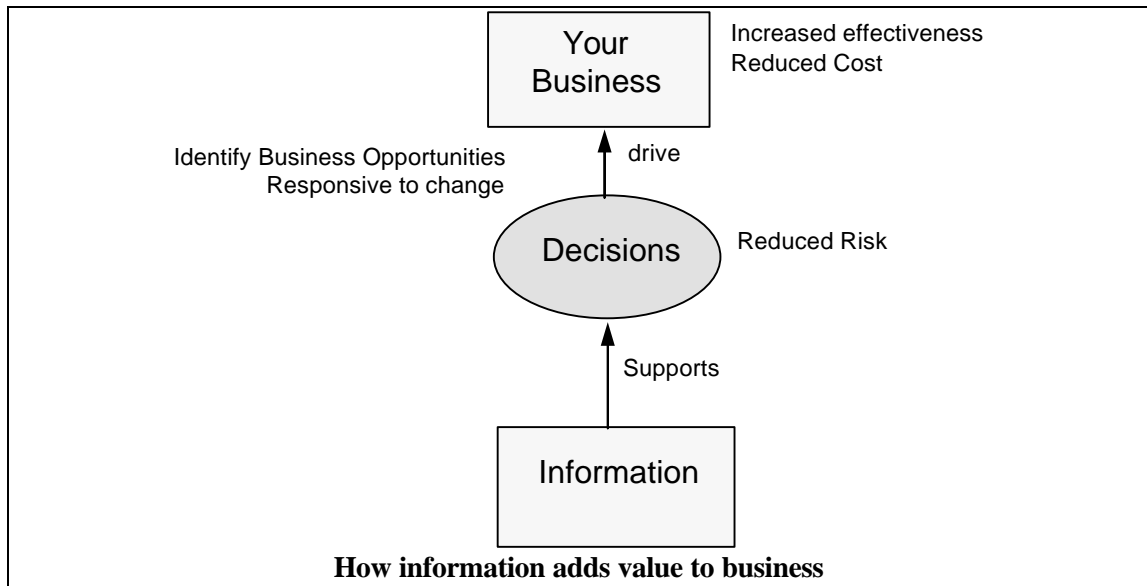 Your
Business
Increased effectiveness
Reduced Cost
Identify Business Opportunities
Responsive to change
drive
Decisions
Reduced Risk
Supports
Information
How information adds value to business